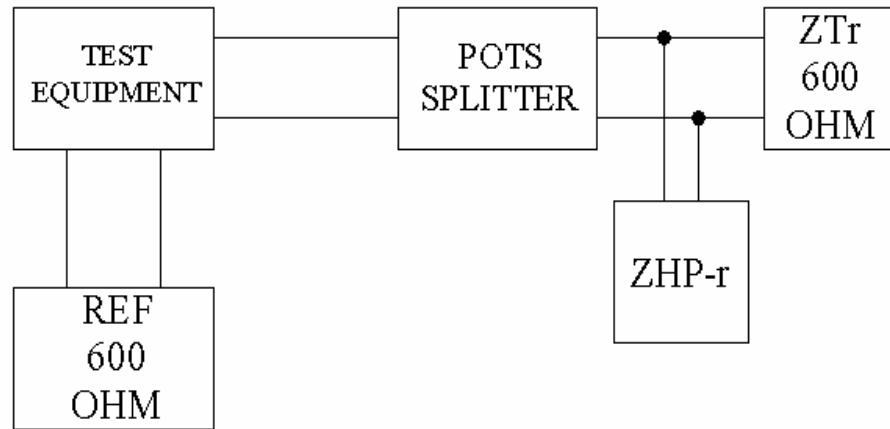 TEST
EQUIPMENT
POTS
SPLITTER
ZTr
600
OHM
ZHP-r
REF
600
OHM